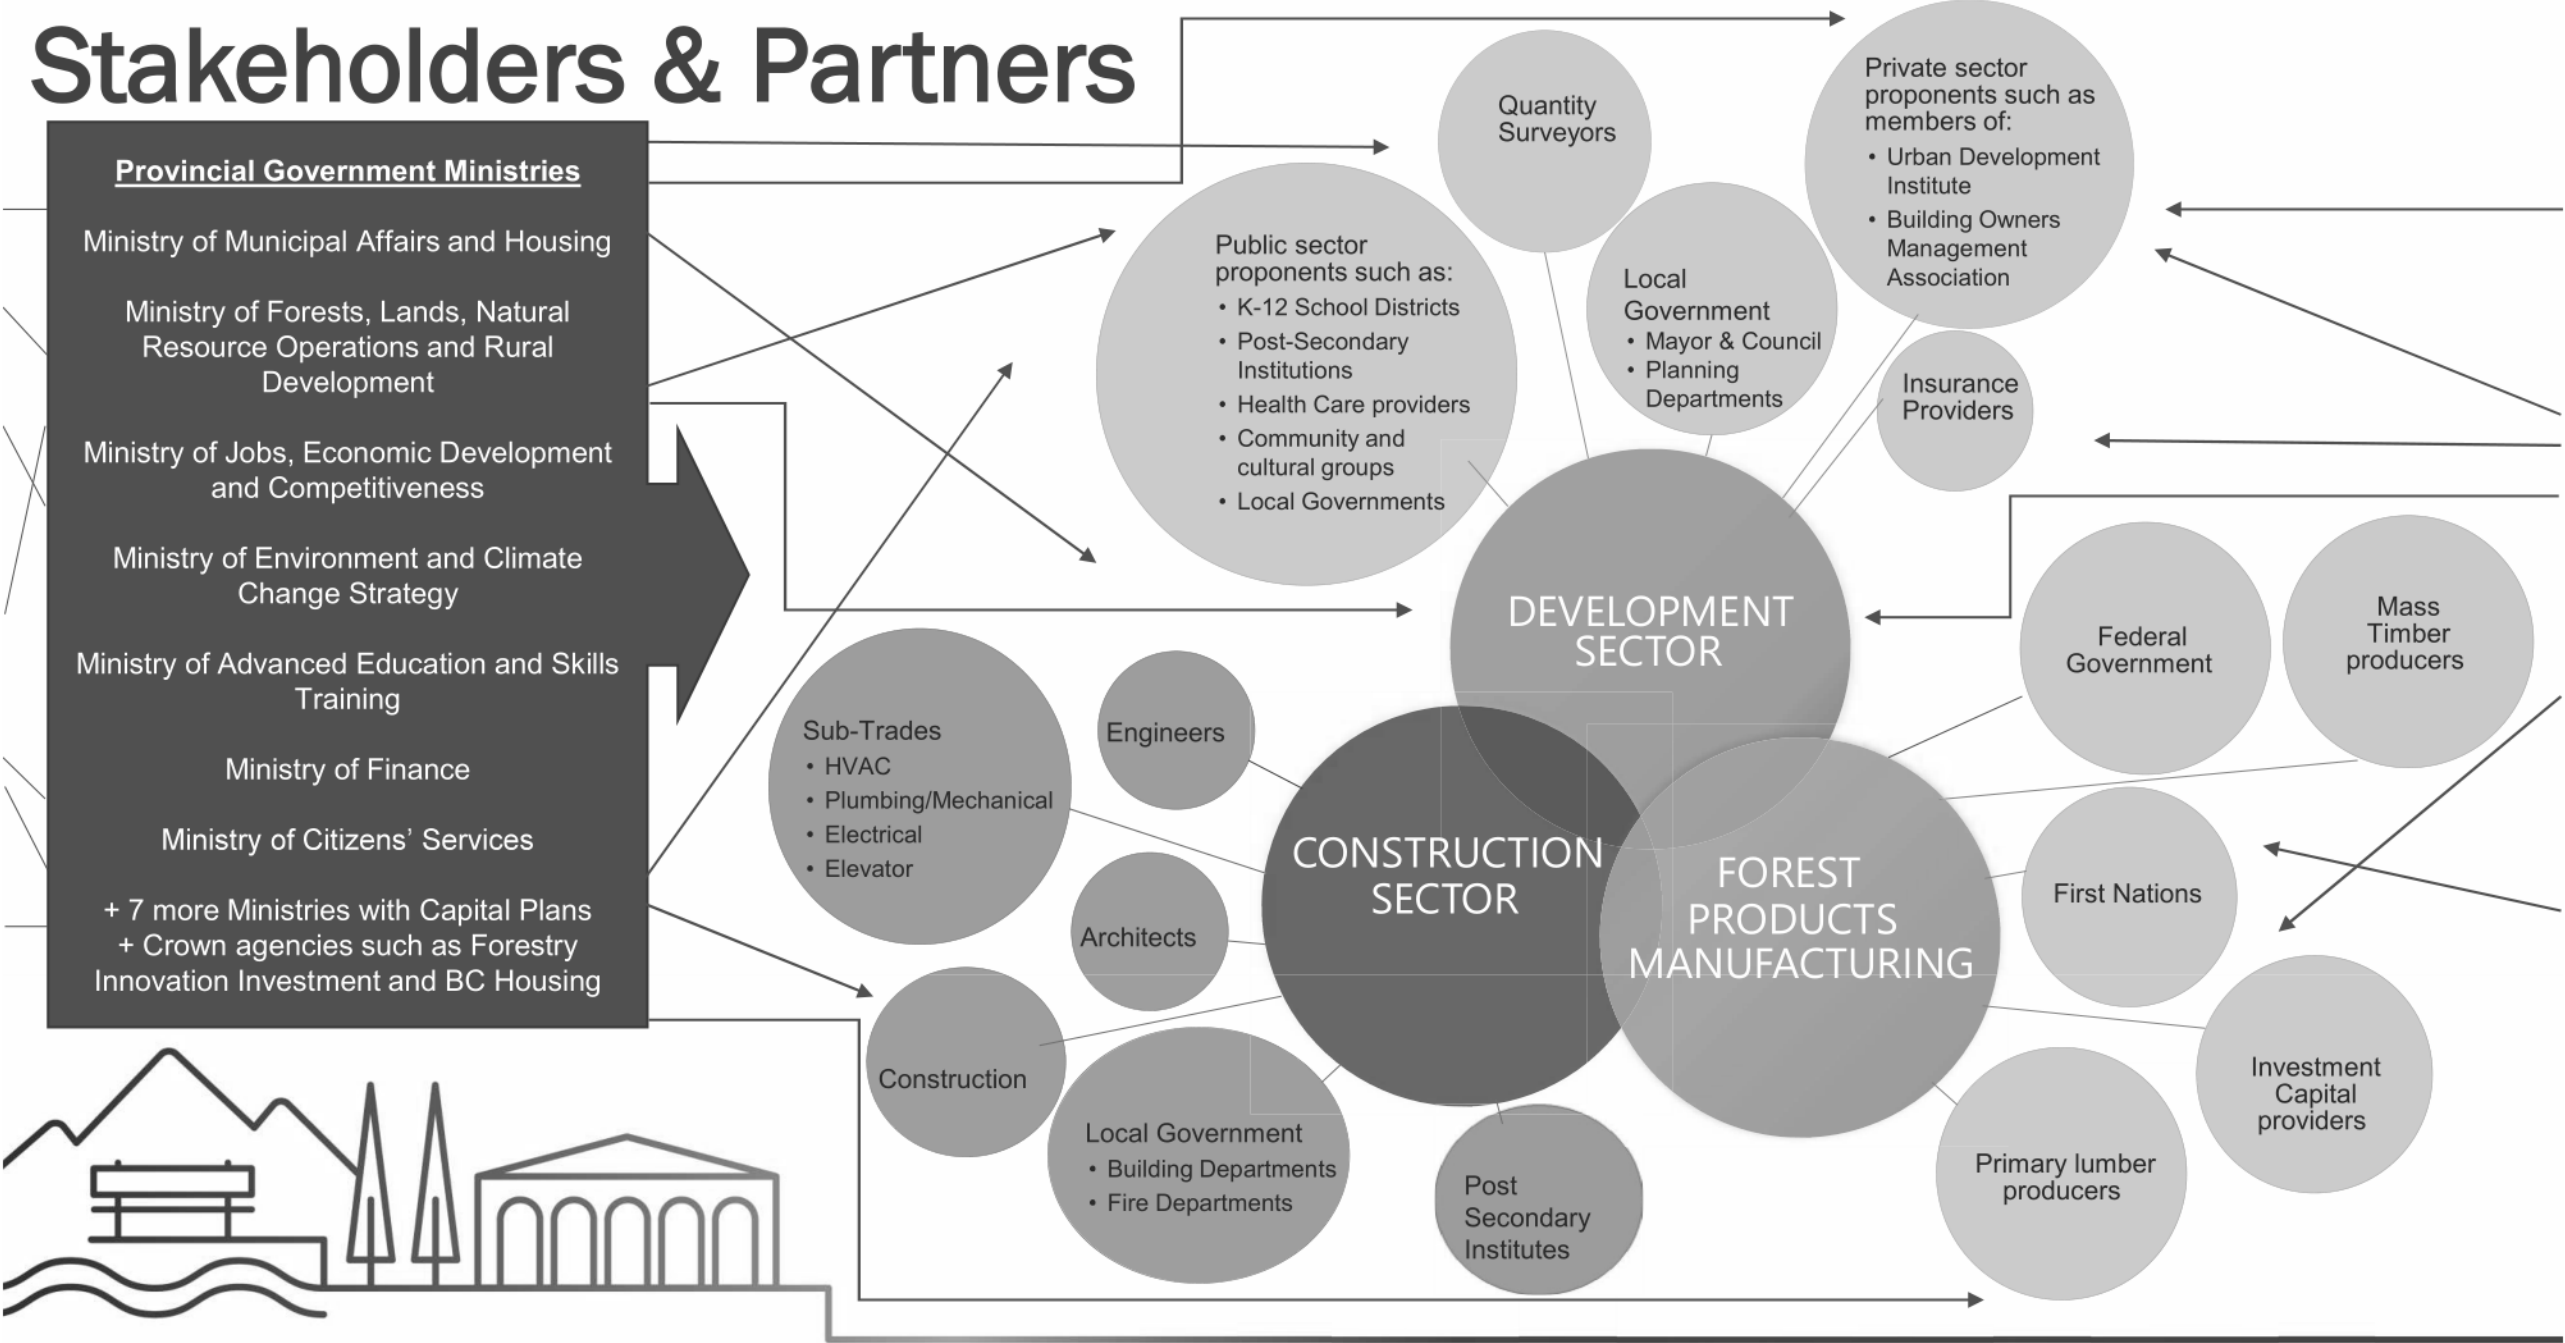 Stakeholders & Partners
Provincial Government Ministries
Ministry of Municipal Affairs and Housing
Ministry of Forests, Lands, Natural
Resource Operations and Rural
Development
Ministry of Jobs, Economic Development
and Competitiveness
Ministry of Environment and Climate
Change Strategy
Ministry of Advanced Education and Skills
Training
Ministry of Finance
Ministry of Citizens’ Services
+ 7 more Ministries with Capital Plans
+ Crown agencies such as Forestry
Innovation Investment and BC Housing
Quantity
Surveyors
Private sector
proponents such as
members of:
• Urban Development
Institute
• Building Owners
Management
Association
Public sector
proponents such as:
• K-12 School Districts
• Post-Secondary
Institutions
• Health Care providers
• Community and
cultural groups
• Local Governments
Local
Government
• Mayor & Council
• Planning
Departments
Insurance
Providers
DEVELOPMENT
SECTOR
Federal
Government
Mass
Timber
producers
Sub-Trades
• HVAC
• Plumbing/Mechanical
• Electrical
• Elevator
Engineers
Architects
Construction
CONSTRUCTION
SECTOR
FOREST
PRODUCTS
MANUFACTURING
First Nations
Investment
Capital
providers
Local Government
• Building Departments
• Fire Departments
Post
Secondary
Institutes
Primary lumber
producers